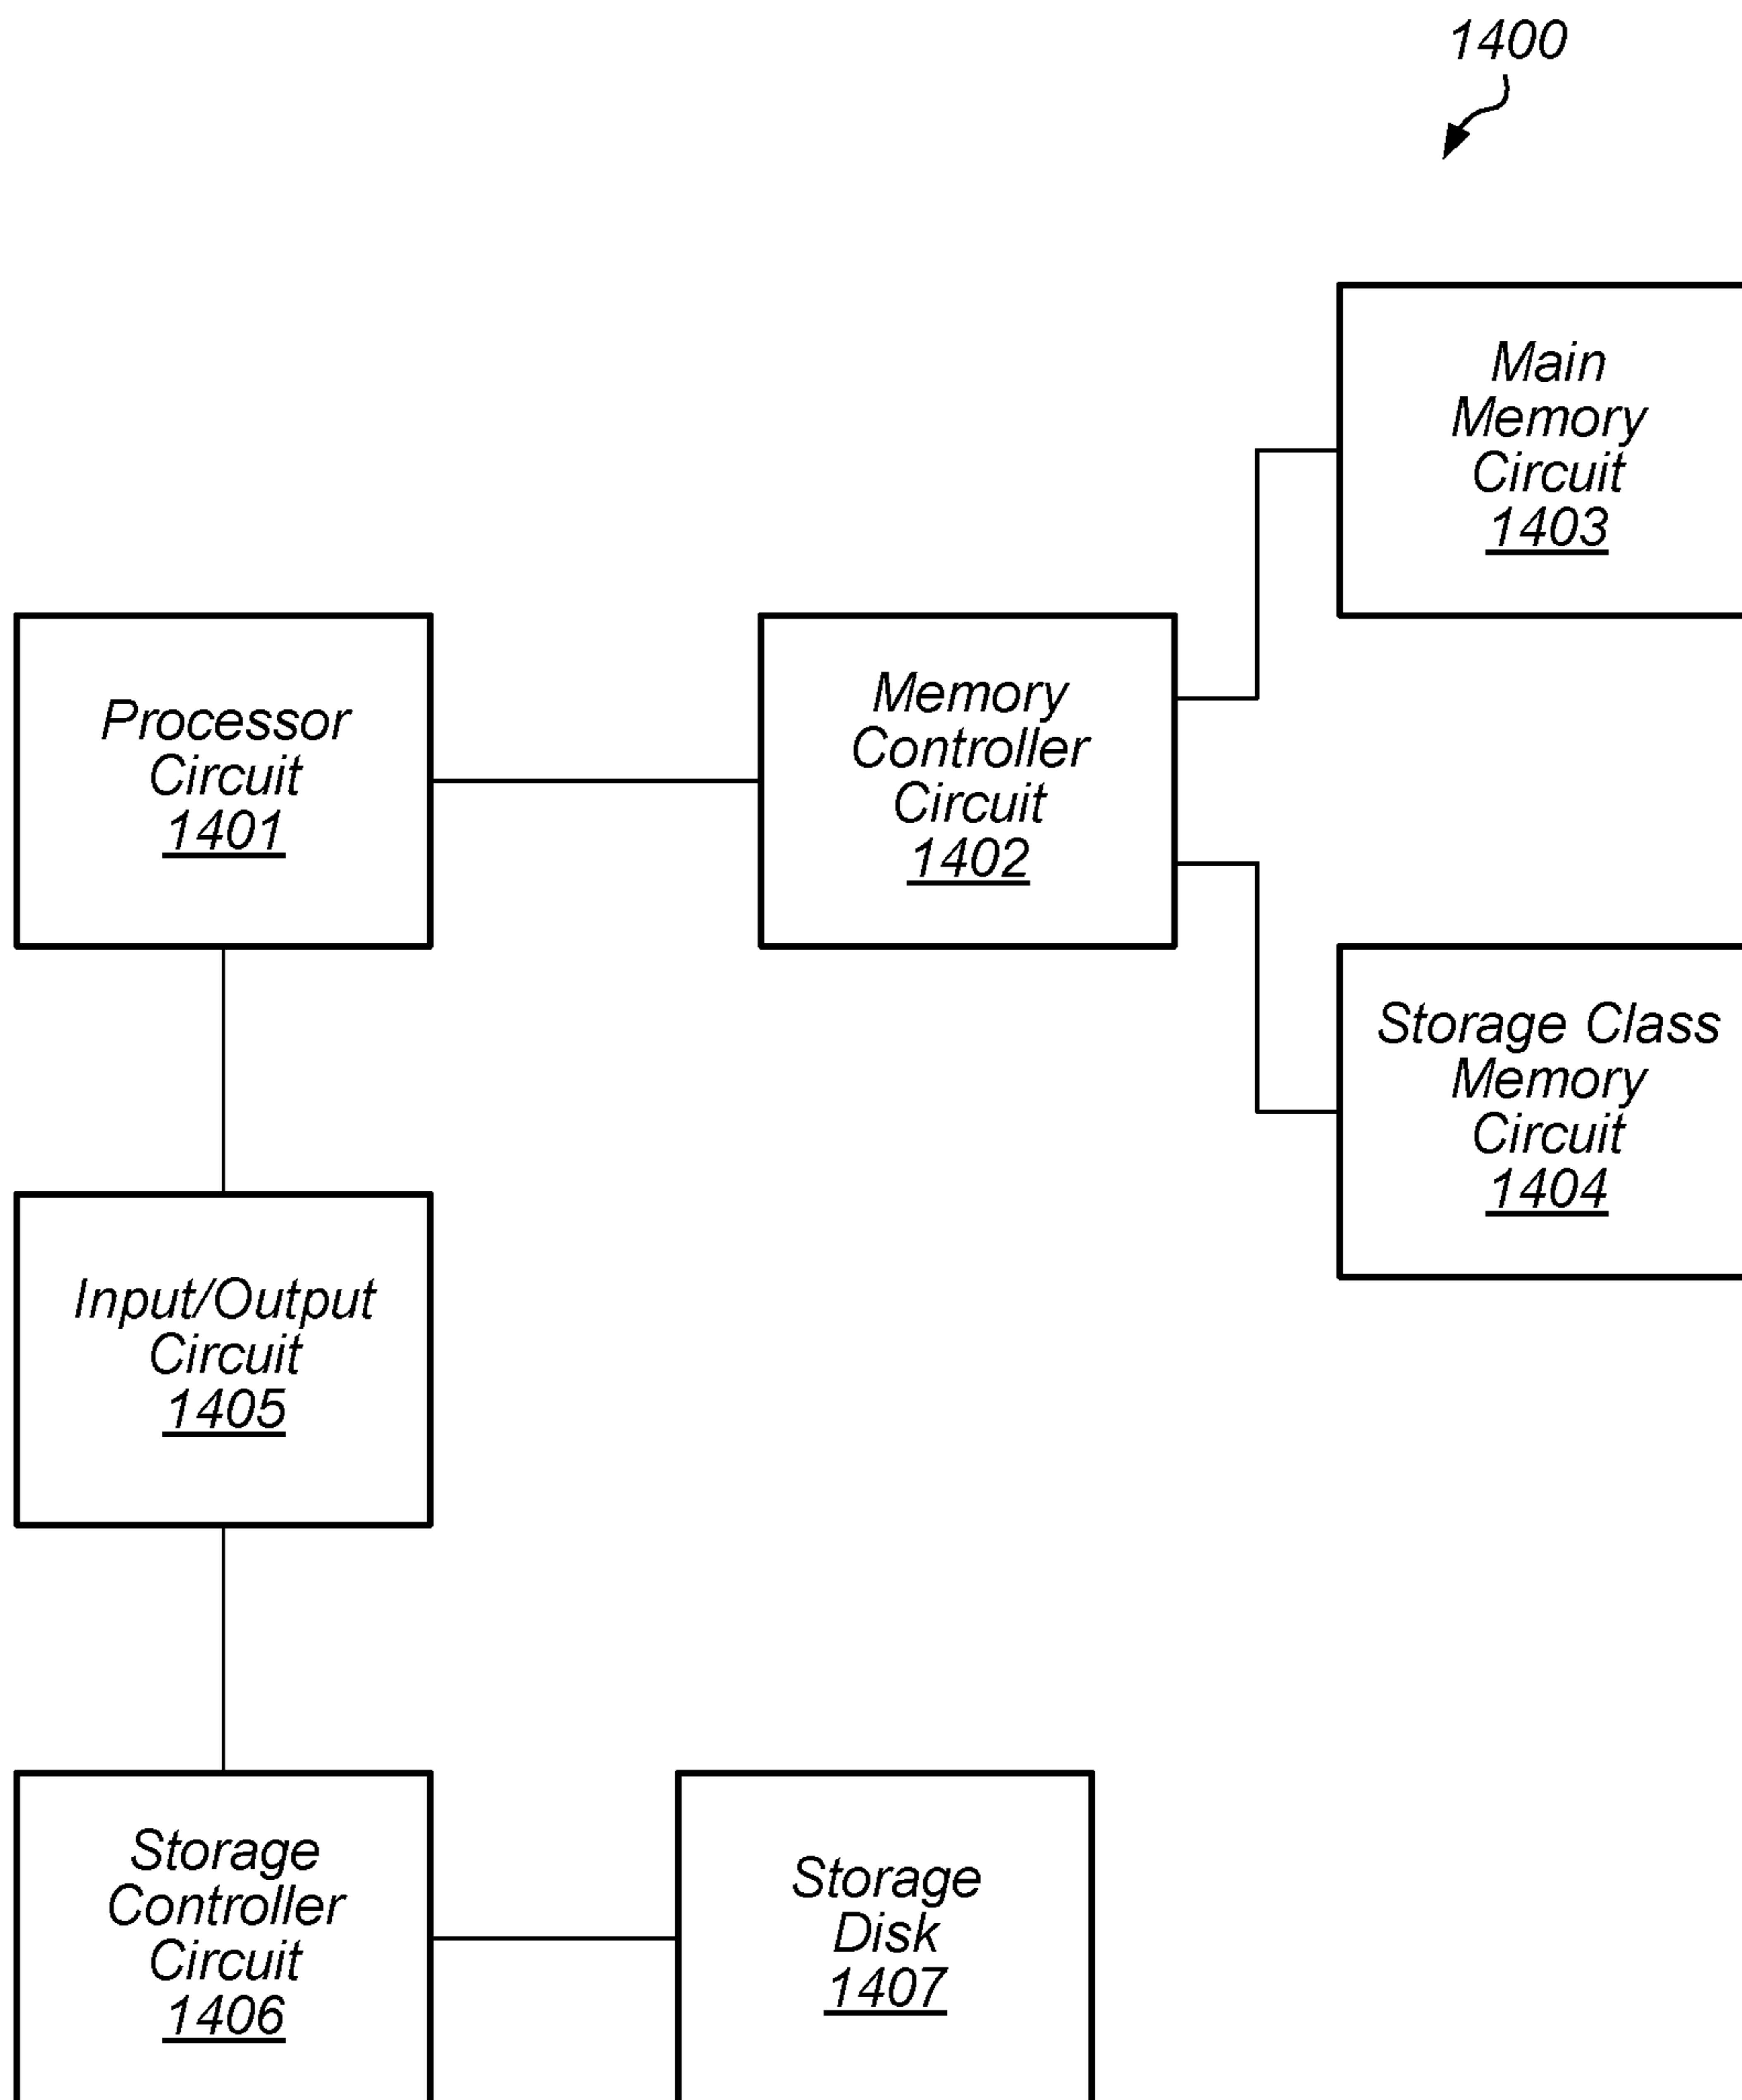 1400
Main
Memory
Circuit
1403
Processor
Circuit
1401
Memory
Controller
Circuit
1402
Storage Class
Memory
Circuit
1404
Input/Output
Circuit
1405
Storage
Controller
Circuit
1406
Storage
Disk
1407